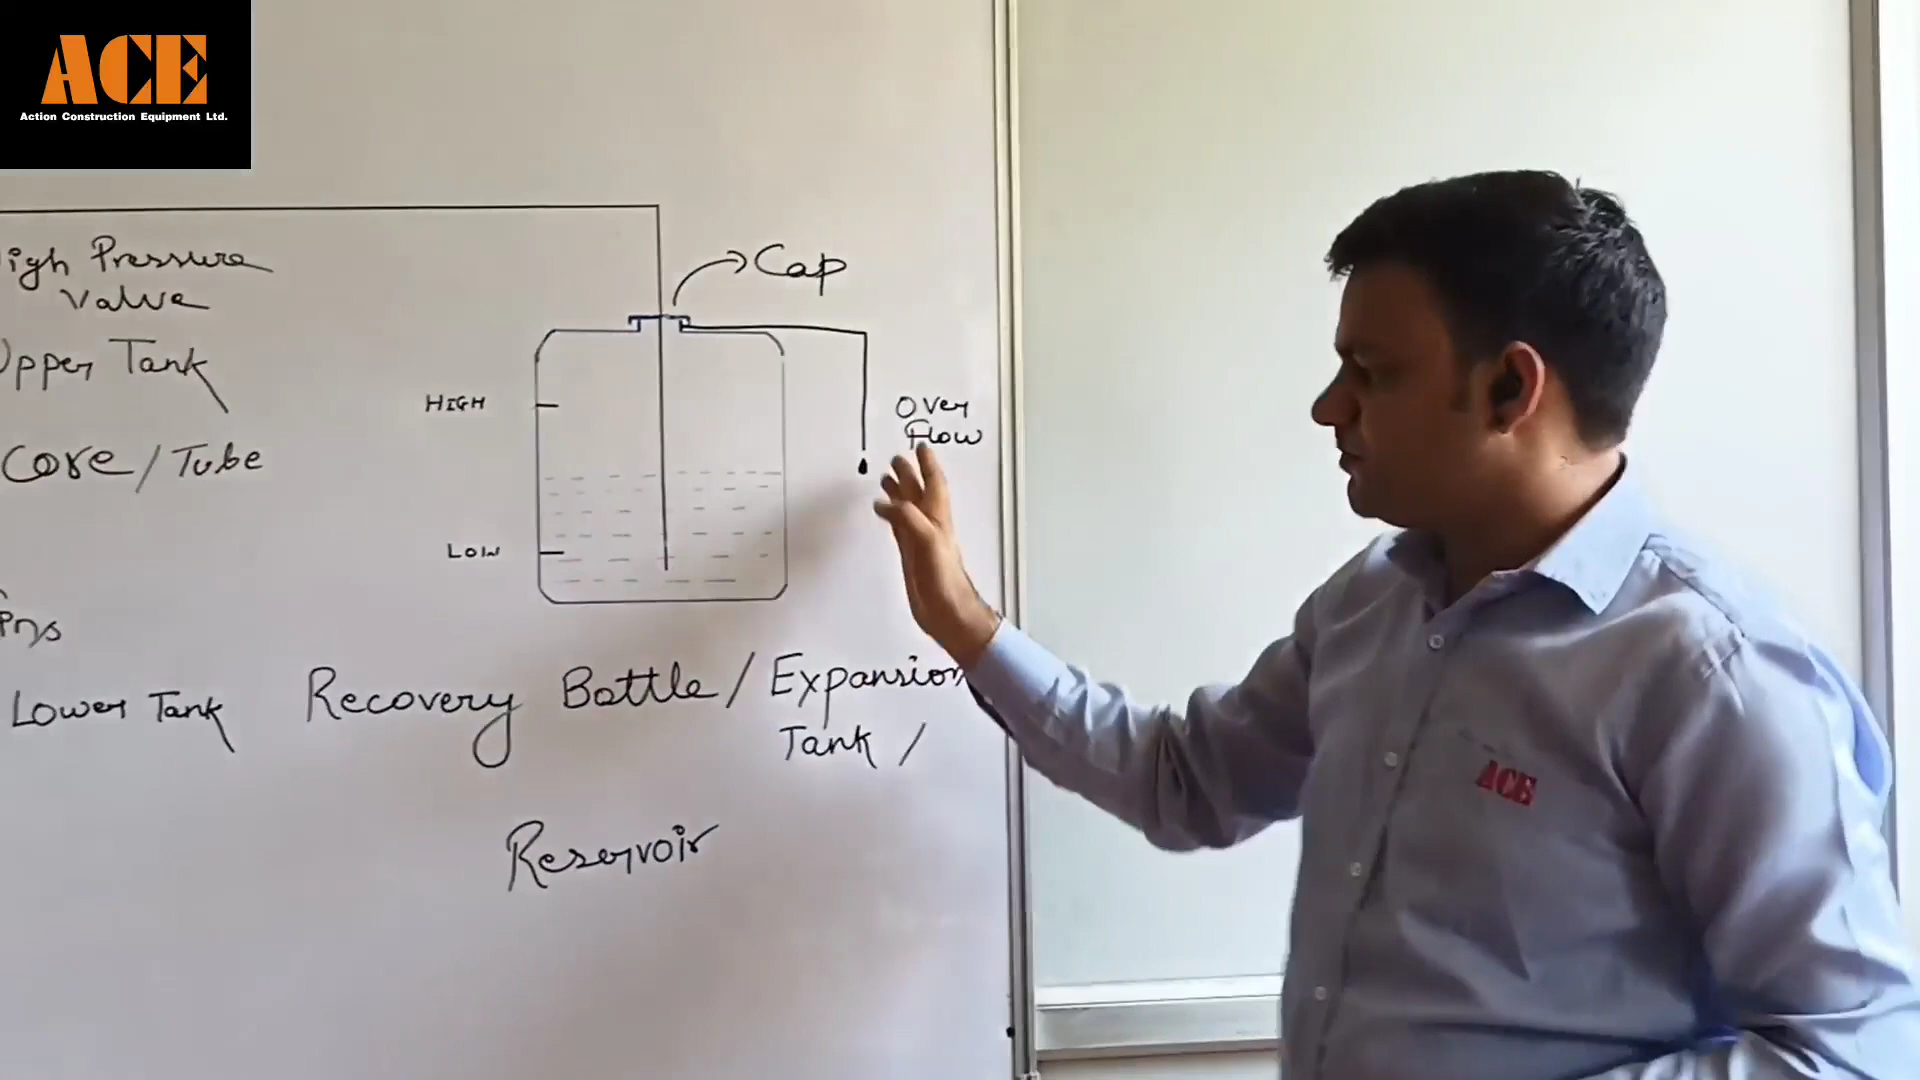 ACE
Action Construction Equipment Ltd.
igh Pressure
Valve
Cap
Upper Tank
HIGH
Over
Flow
Core / Tube
LOW
Lower Tank
Recovery Bottle / Expansion
Tank /
Reservoir
ACE